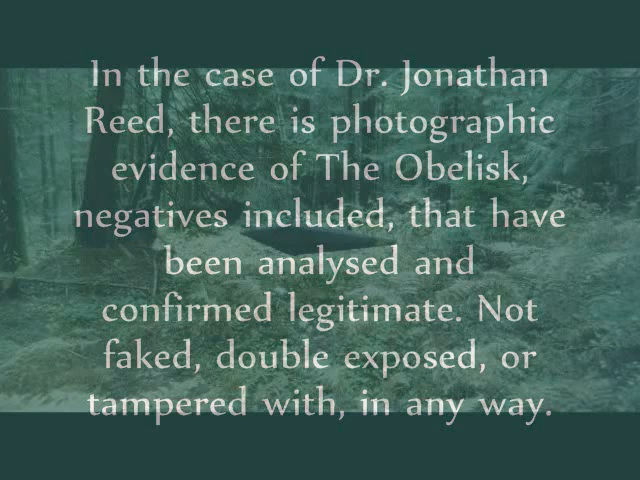 In the case of Dr. Jonathan
Reed, there is photographic
evidence of The Obelisk,
negatives included, that have
been analysed and
confirmed legitimate. Not
faked, double exposed, or
tampered with, in any way.